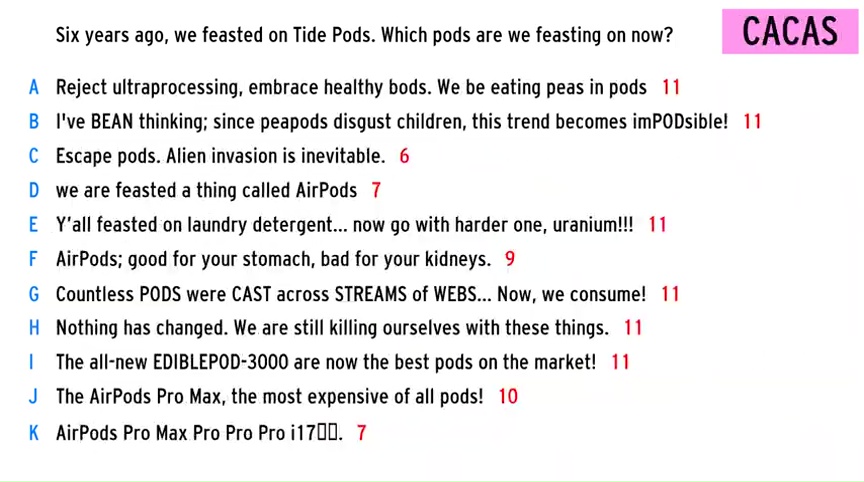 Six years ago, we feasted on Tide Pods. Which pods are we feasting on now?
CACAS
A Reject ultraprocessing, embrace healthy bods. We be eating peas in pods 11
B I've BEAN thinking; since peapods disgust children, this trend becomes imPODsible! 11
C Escape pods. Alien invasion is inevitable. 6
D we are feasted a thing called AirPods 7
E Y'all feasted on laundry detergent... now go with harder one, uranium!!! 11
F AirPods; good for your stomach, bad for your kidneys. 9
G Countless PODS were CAST across STREAMS of WEBS... Now, we consume! 11
H Nothing has changed. We are still killing ourselves with these things. 11
I The all-new EDIBLEPOD-3000 are now the best pods on the market! 11
J The AirPods Pro Max, the most expensive of all pods! 10
K AirPods Pro Max Pro Pro Pro i17▯▯. 7